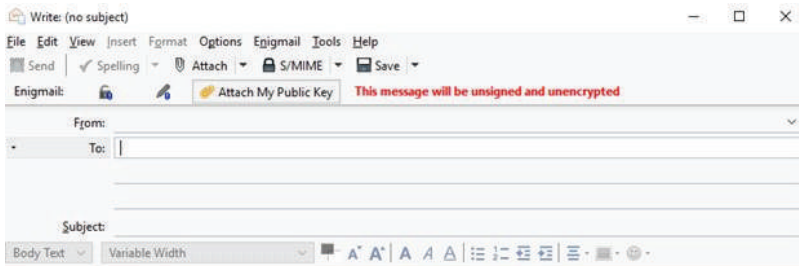 Write: (no subject)
File Edit View Insert Format Options Enigmail Tools Help
Send Spelling Attach S/MIME Save
Enigmail: Attach My Public Key This message will be unsigned and unencrypted
From:
To:
Subject:
Body Text Variable Width